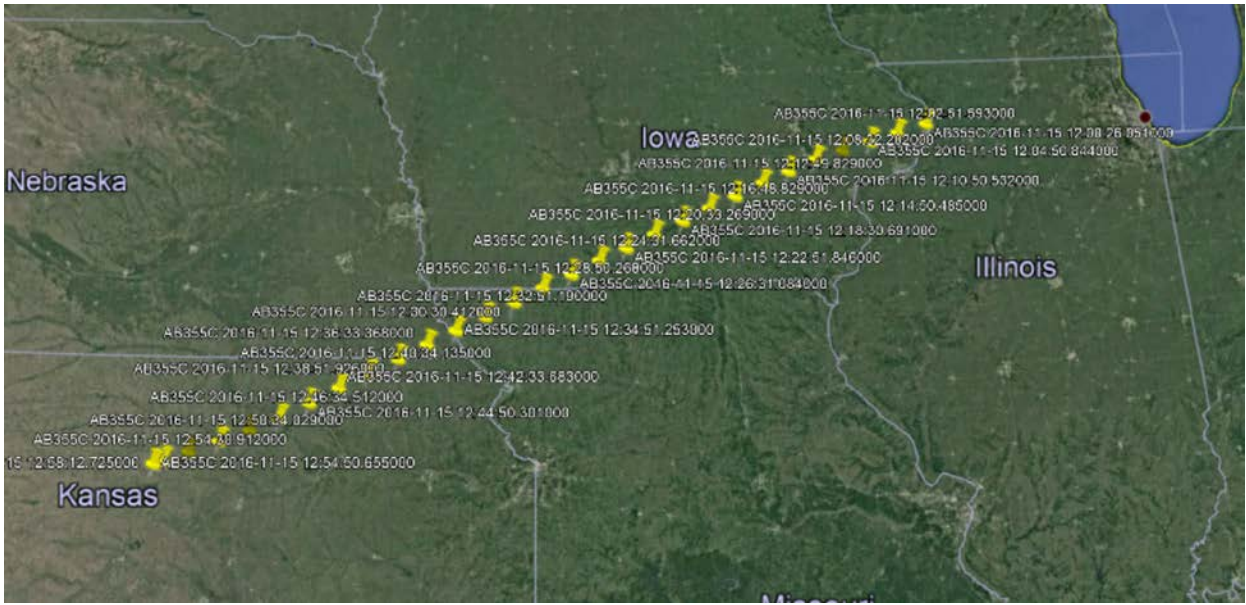 AB355C 2016-11-15 12:02:51.593000
AB355C 2016-11-15 12:00:26.051000
Iowa
AB355C 2016-11-15 12:08:22.202000
AB355C 2016-11-15 12:04:50.844000
AB355C 2016-11-15 12:12:49.829000
Nebraska
AB355C 2016-11-15 12:10:50.532000
AB355C 2016-11-15 12:16:48.829000
AB355C 2016-11-15 12:14:50.485000
AB355C 2016-11-15 12:20:33.269000
AB355C 2016-11-15 12:18:30.691000
AB355C 2016-11-15 12:24:31.662000
AB355C 2016-11-15 12:22:51.846000
Illinois
AB355C 2016-11-15 12:28:50.268000
AB355C 2016-11-15 12:26:31.084000
AB355C 2016-11-15 12:32:51.190000
AB355C 2016-11-15 12:30:30.412000
AB355C 2016-11-15 12:34:51.253000
AB355C 2016-11-15 12:36:33.368000
AB355C 2016-11-15 12:40:34.135000
AB355C 2016-11-15 12:38:51.926000
AB355C 2016-11-15 12:42:33.683000
AB355C 2016-11-15 12:46:34.512000
AB355C 2016-11-15 12:44:50.301000
AB355C 2016-11-15 12:50:34.029000
AB355C 2016-11-15 12:54:38.912000
15 12:58:12.725000
AB355C 2016-11-15 12:54:50.655000
Kansas
Missouri